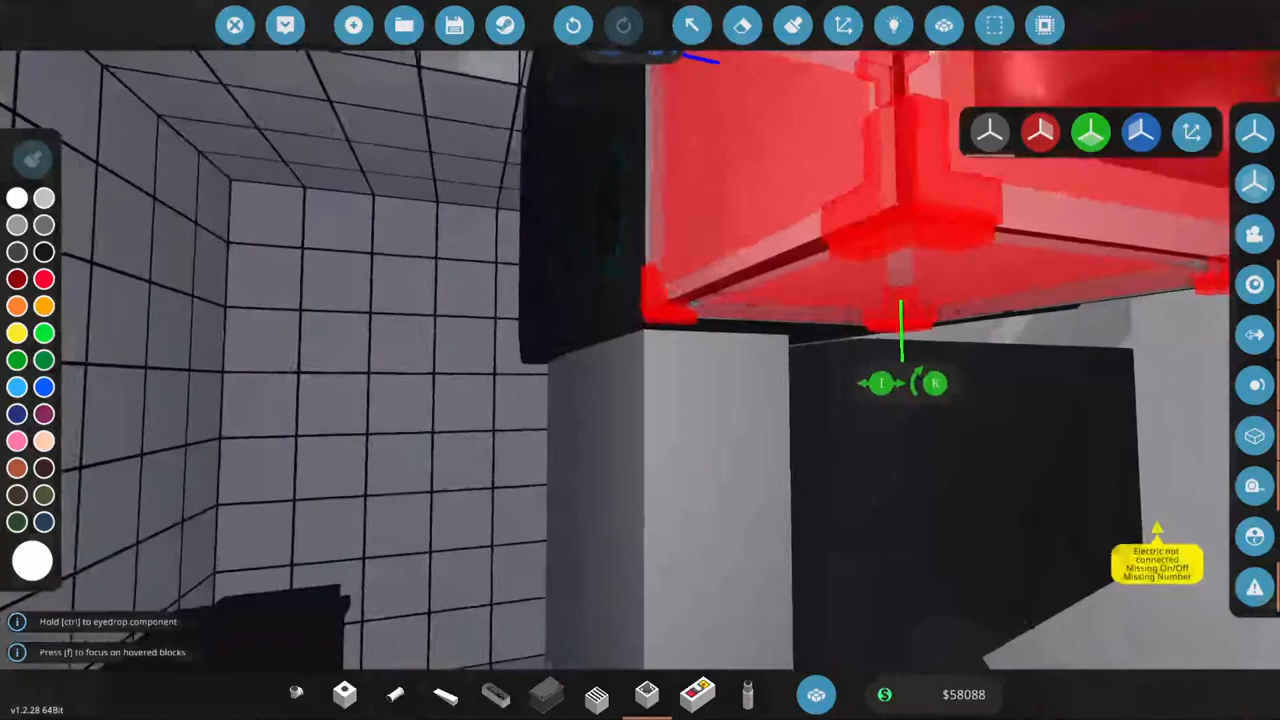 I
K
Electric not
connected
Missing On/Off
Missing Number
Hold [ctrl] to eyedrop component
Press [f] to focus on hovered blocks
$ $58088
v1.2.28 64Bit